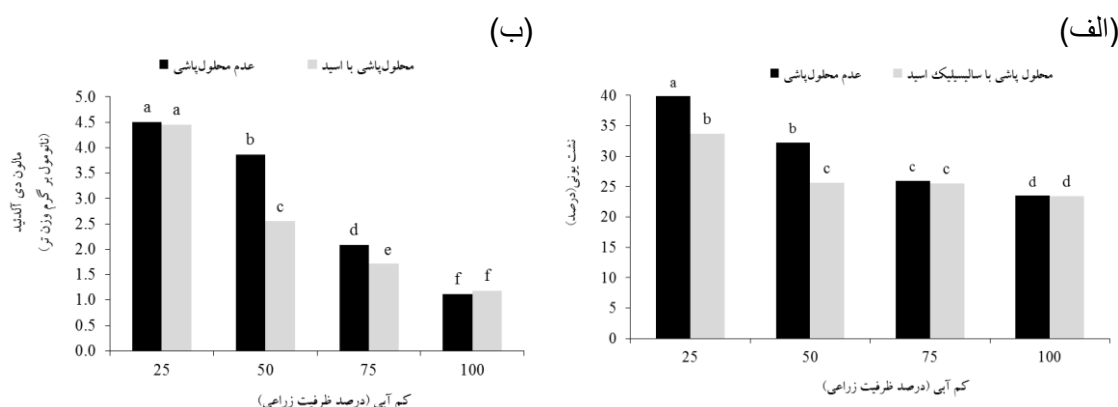 (الف)
محلول پاشی با سالیسیلیک اسید
عدم محلول‌پاشی
نشت یونی(درصد)
40
35
30
25
20
15
10
5
0
a
b
b
c
c
c
d
d
25
50
75
100
کم آبی (درصد ظرفیت زراعی)
(ب)
عدم محلول‌پاشی
محلول‌پاشی با اسید
مالون دی آلدئید
(نانومول بر گرم وزن تر)
5.0
4.5
4.0
3.5
3.0
2.5
2.0
1.5
1.0
0.5
0.0
a
a
b
c
d
e
f
f
25
50
75
100
کم آبی (درصد ظرفیت زراعی)